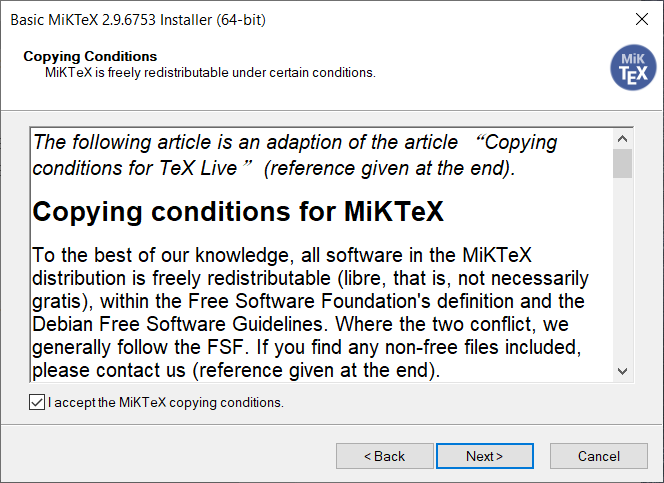 Basic MiKTeX 2.9.6753 Installer (64-bit)
Copying Conditions
MiKTeX is freely redistributable under certain conditions.
MiK
TEX
The following article is an adaption of the article “Copying
conditions for TeX Live” (reference given at the end).
Copying conditions for MiKTeX
To the best of our knowledge, all software in the MiKTeX
distribution is freely redistributable (libre, that is, not necessarily
gratis), within the Free Software Foundation's definition and the
Debian Free Software Guidelines. Where the two conflict, we
generally follow the FSF. If you find any non-free files included,
please contact us (reference given at the end).
I accept the MiKTeX copying conditions.
< Back
Next >
Cancel